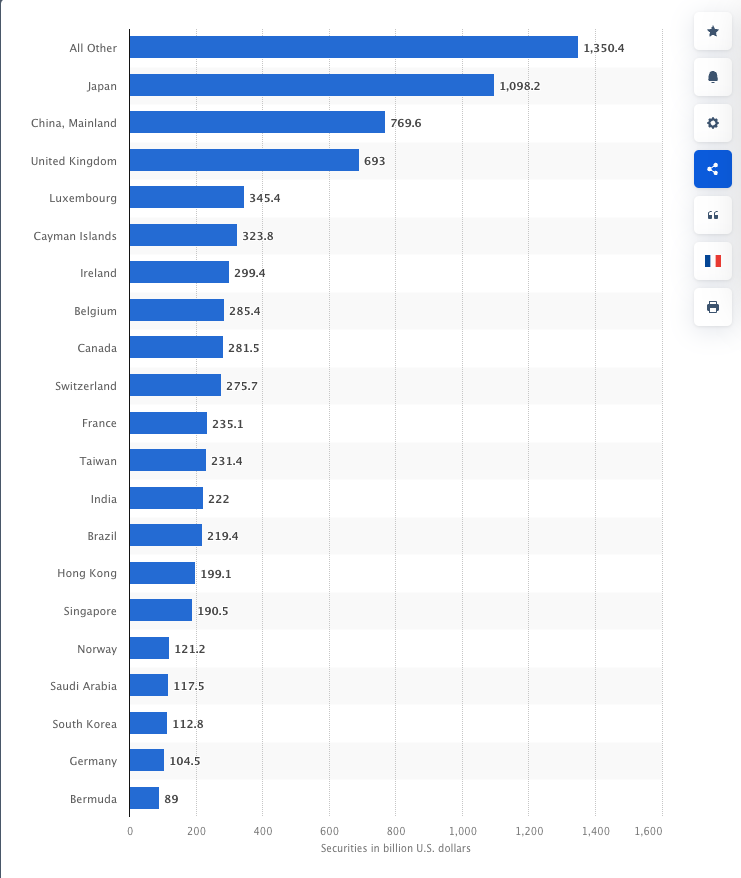 All Other 1,350.4
Japan 1,098.2
China, Mainland 769.6
United Kingdom 693
Luxembourg 345.4
Cayman Islands 323.8
Ireland 299.4
Belgium 285.4
Canada 281.5
Switzerland 275.7
France 235.1
Taiwan 231.4
India 222
Brazil 219.4
Hong Kong 199.1
Singapore 190.5
Norway 121.2
Saudi Arabia 117.5
South Korea 112.8
Germany 104.5
Bermuda 89
0 200 400 600 800 1,000 1,200 1,400 1,600
Securities in billion U.S. dollars